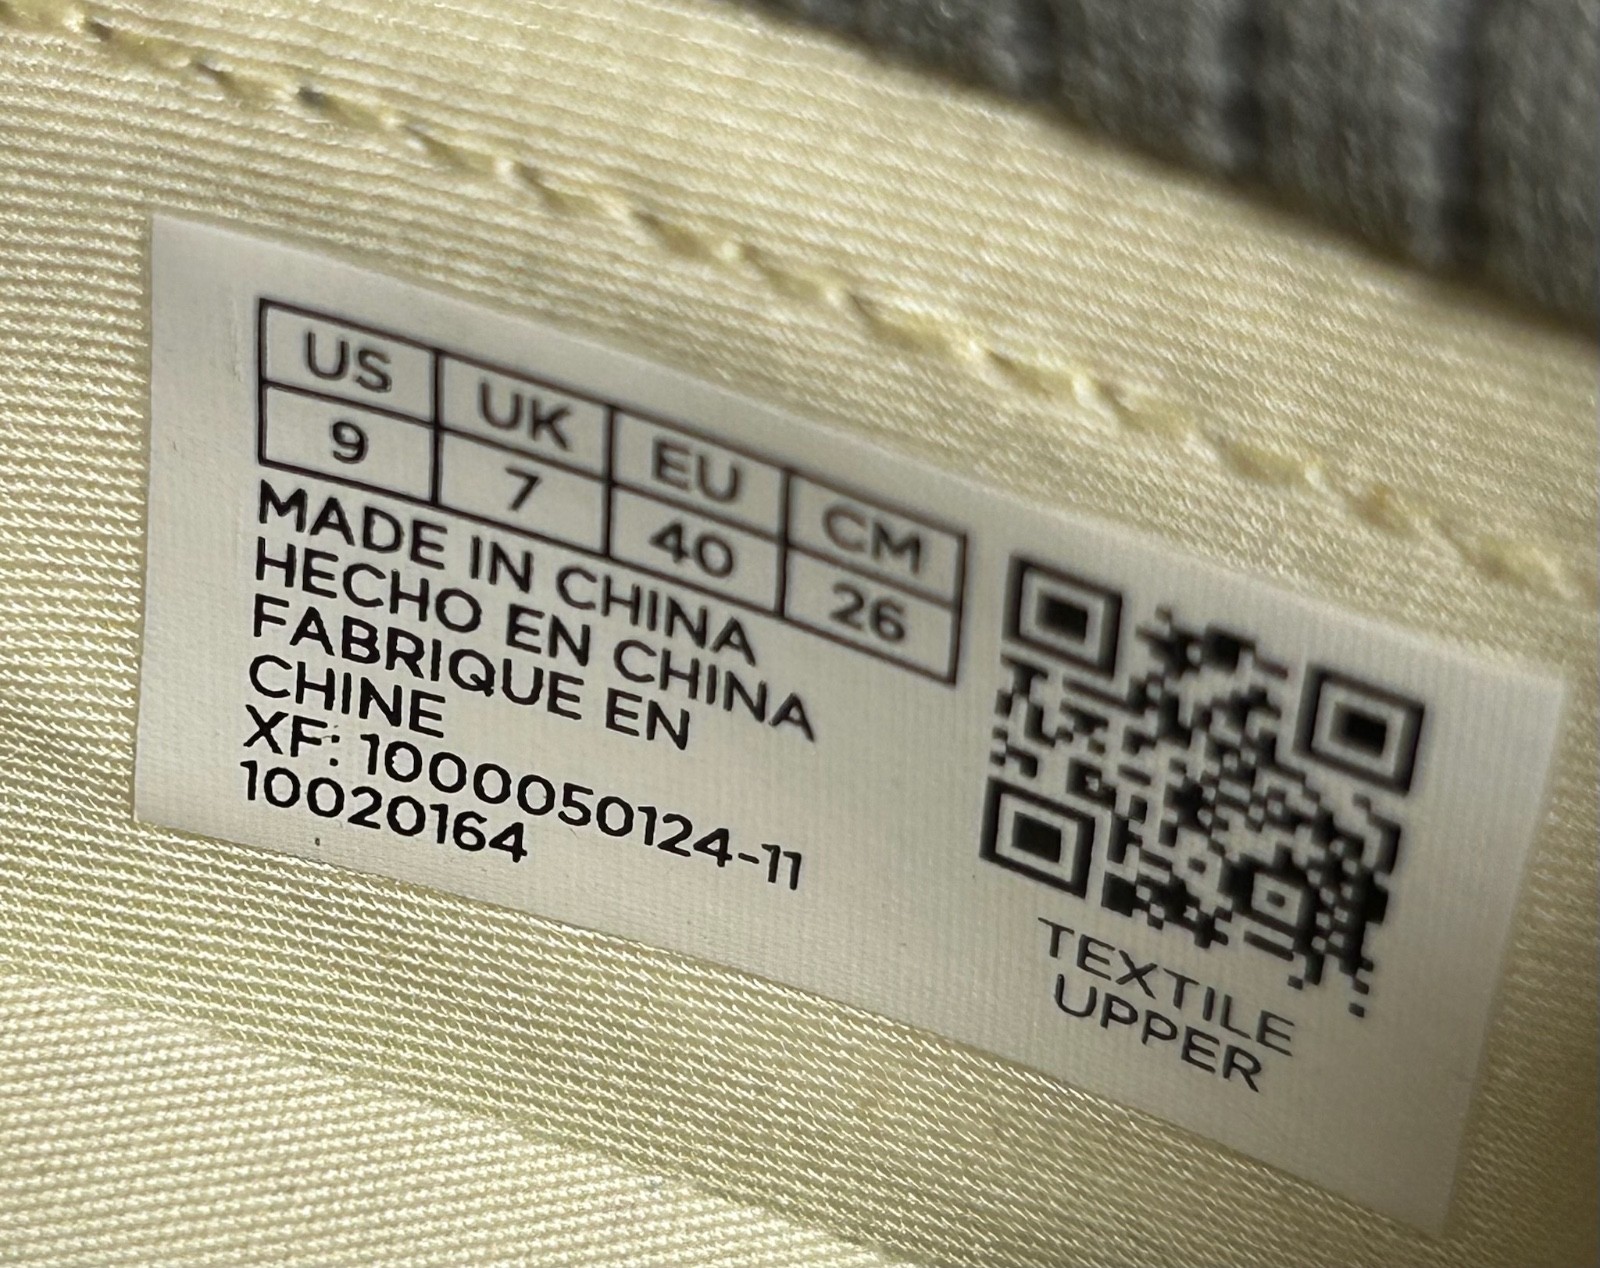 US UK EU CM
9 7 40 26
MADE IN CHINA
HECHO EN CHINA
FABRIQUE EN
CHINE
XF: 1000050124-11
10020164
TEXTILE
UPPER